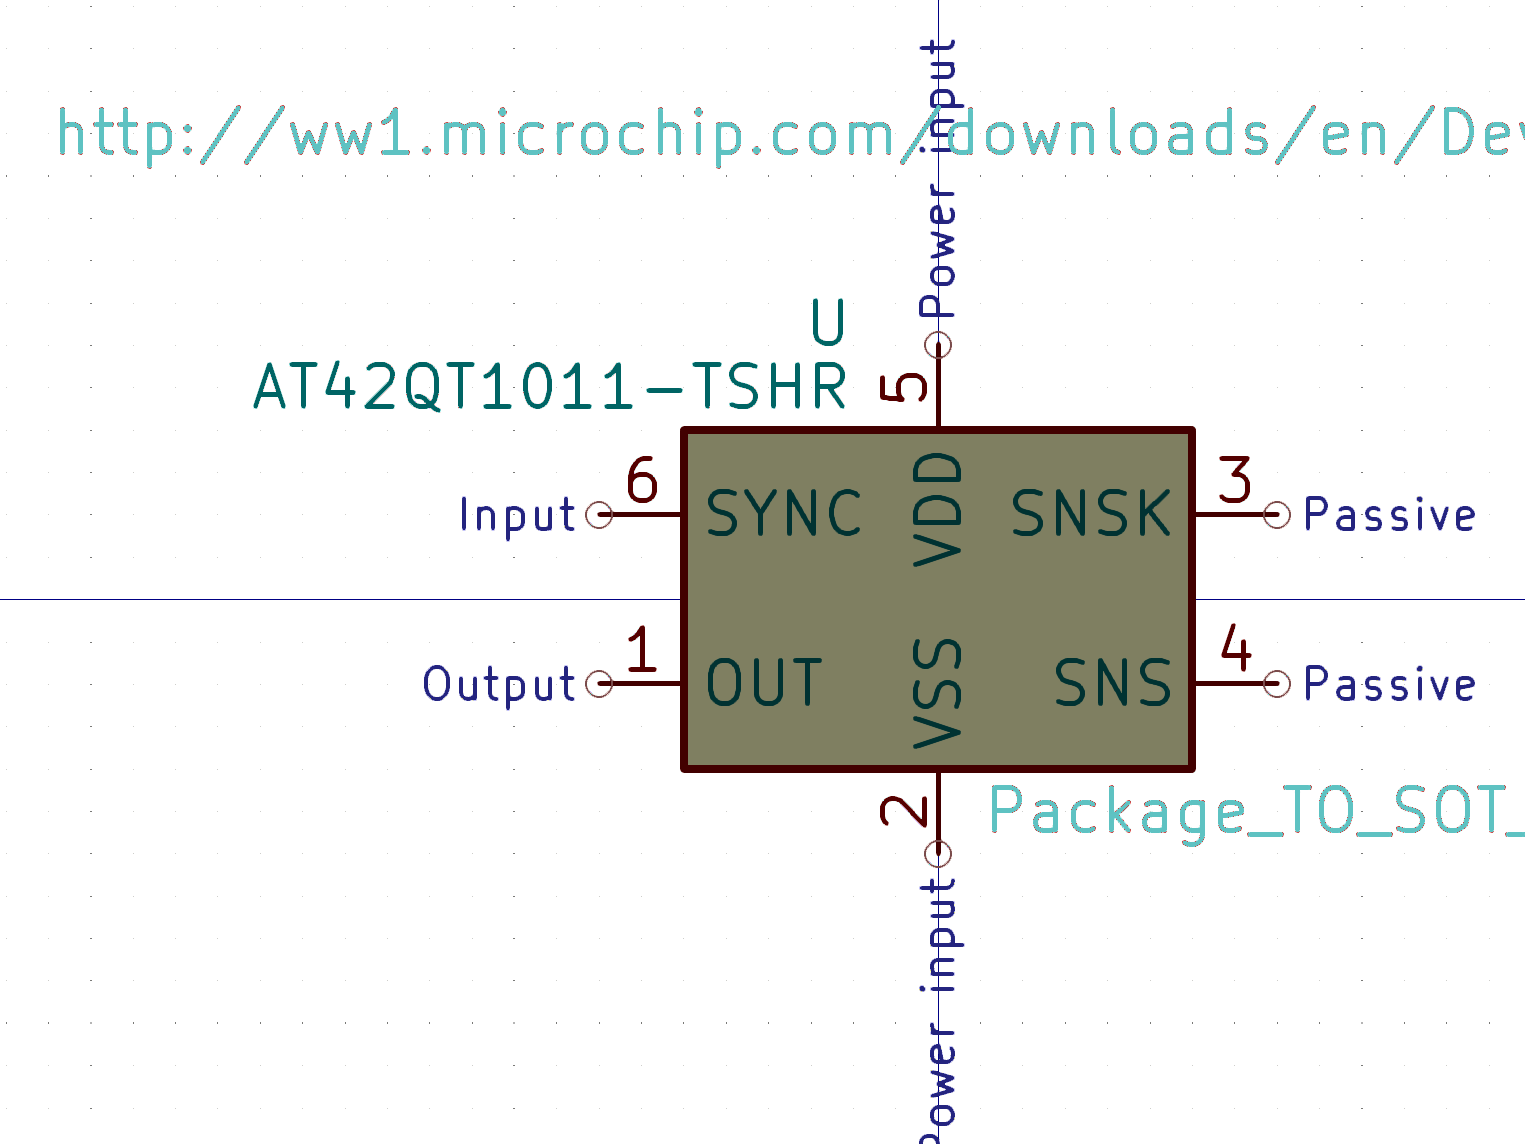 Power input
http://ww1.microchip.com/downloads/en/Dev
U
AT42QT1011-TSHR
5
6
3
Input
SYNC
VDD
SNSK
Passive
1
4
Output
OUT
VSS
SNS
Passive
2
Package_TO_SOT_
Power input